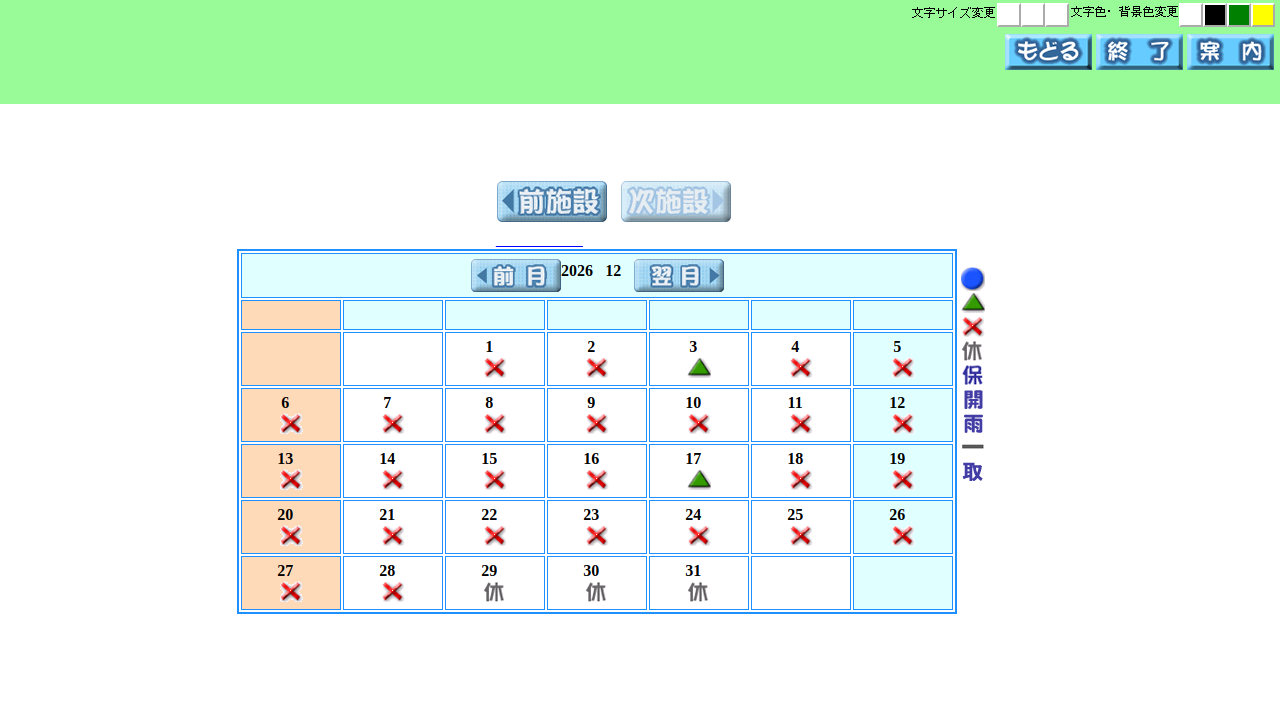 文字サイズ変更 文字色・背景色変更
もどる 終了 案内
前施設 次施設
前月 2026 12 翌月
1 2 3 4 5
6 7 8 9 10 11 12
13 14 15 16 17 18 19
20 21 22 23 24 25 26
27 28 29 30 31
休 休 休
休
保
開
雨
ー
取